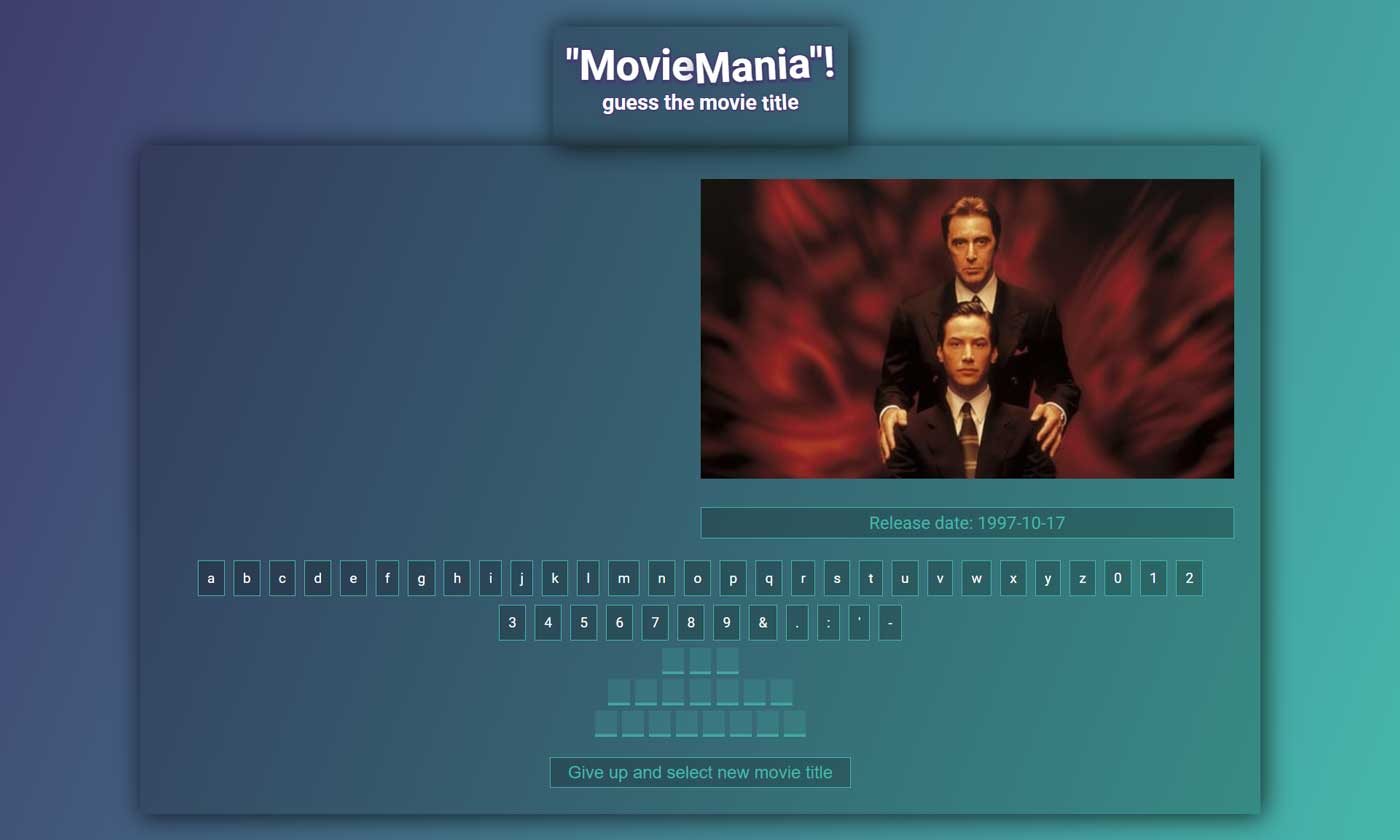 "MovieMania"!
guess the movie title
Release date: 1997-10-17
a b c d e f g h i j k l m n o p q r s t u v w x y z 0 1 2
3 4 5 6 7 8 9 & . : ' -
Give up and select new movie title